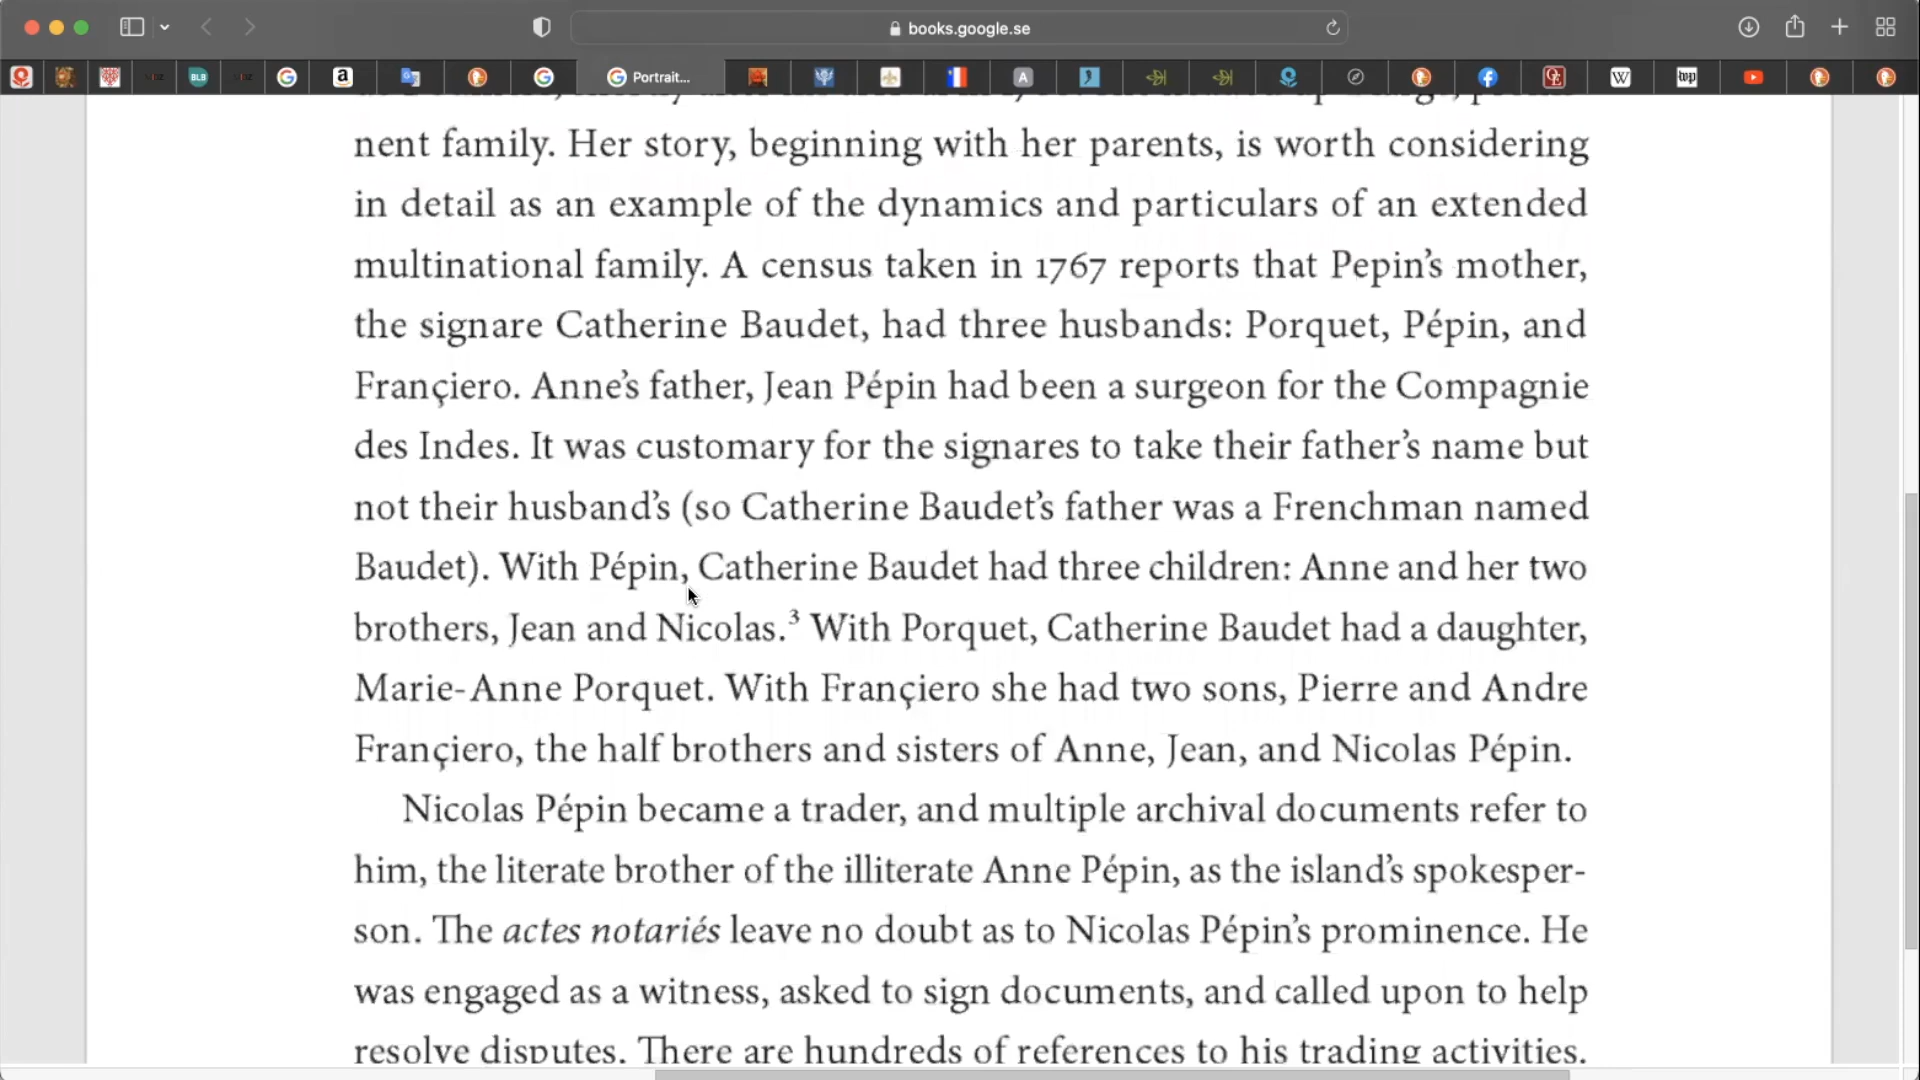 books.google.se
Portrait...
nent family. Her story, beginning with her parents, is worth considering
in detail as an example of the dynamics and particulars of an extended
multinational family. A census taken in 1767 reports that Pepin’s mother,
the signare Catherine Baudet, had three husbands: Porquet, Pépin, and
Françiero. Anne’s father, Jean Pépin had been a surgeon for the Compagnie
des Indes. It was customary for the signares to take their father’s name but
not their husband’s (so Catherine Baudet’s father was a Frenchman named
Baudet). With Pépin, Catherine Baudet had three children: Anne and her two
brothers, Jean and Nicolas.³ With Porquet, Catherine Baudet had a daughter,
Marie-Anne Porquet. With Françiero she had two sons, Pierre and Andre
Françiero, the half brothers and sisters of Anne, Jean, and Nicolas Pépin.
Nicolas Pépin became a trader, and multiple archival documents refer to
him, the literate brother of the illiterate Anne Pépin, as the island’s spokesper-
son. The actes notariés leave no doubt as to Nicolas Pépin’s prominence. He
was engaged as a witness, asked to sign documents, and called upon to help
resolve disputes. There are hundreds of references to his trading activities.